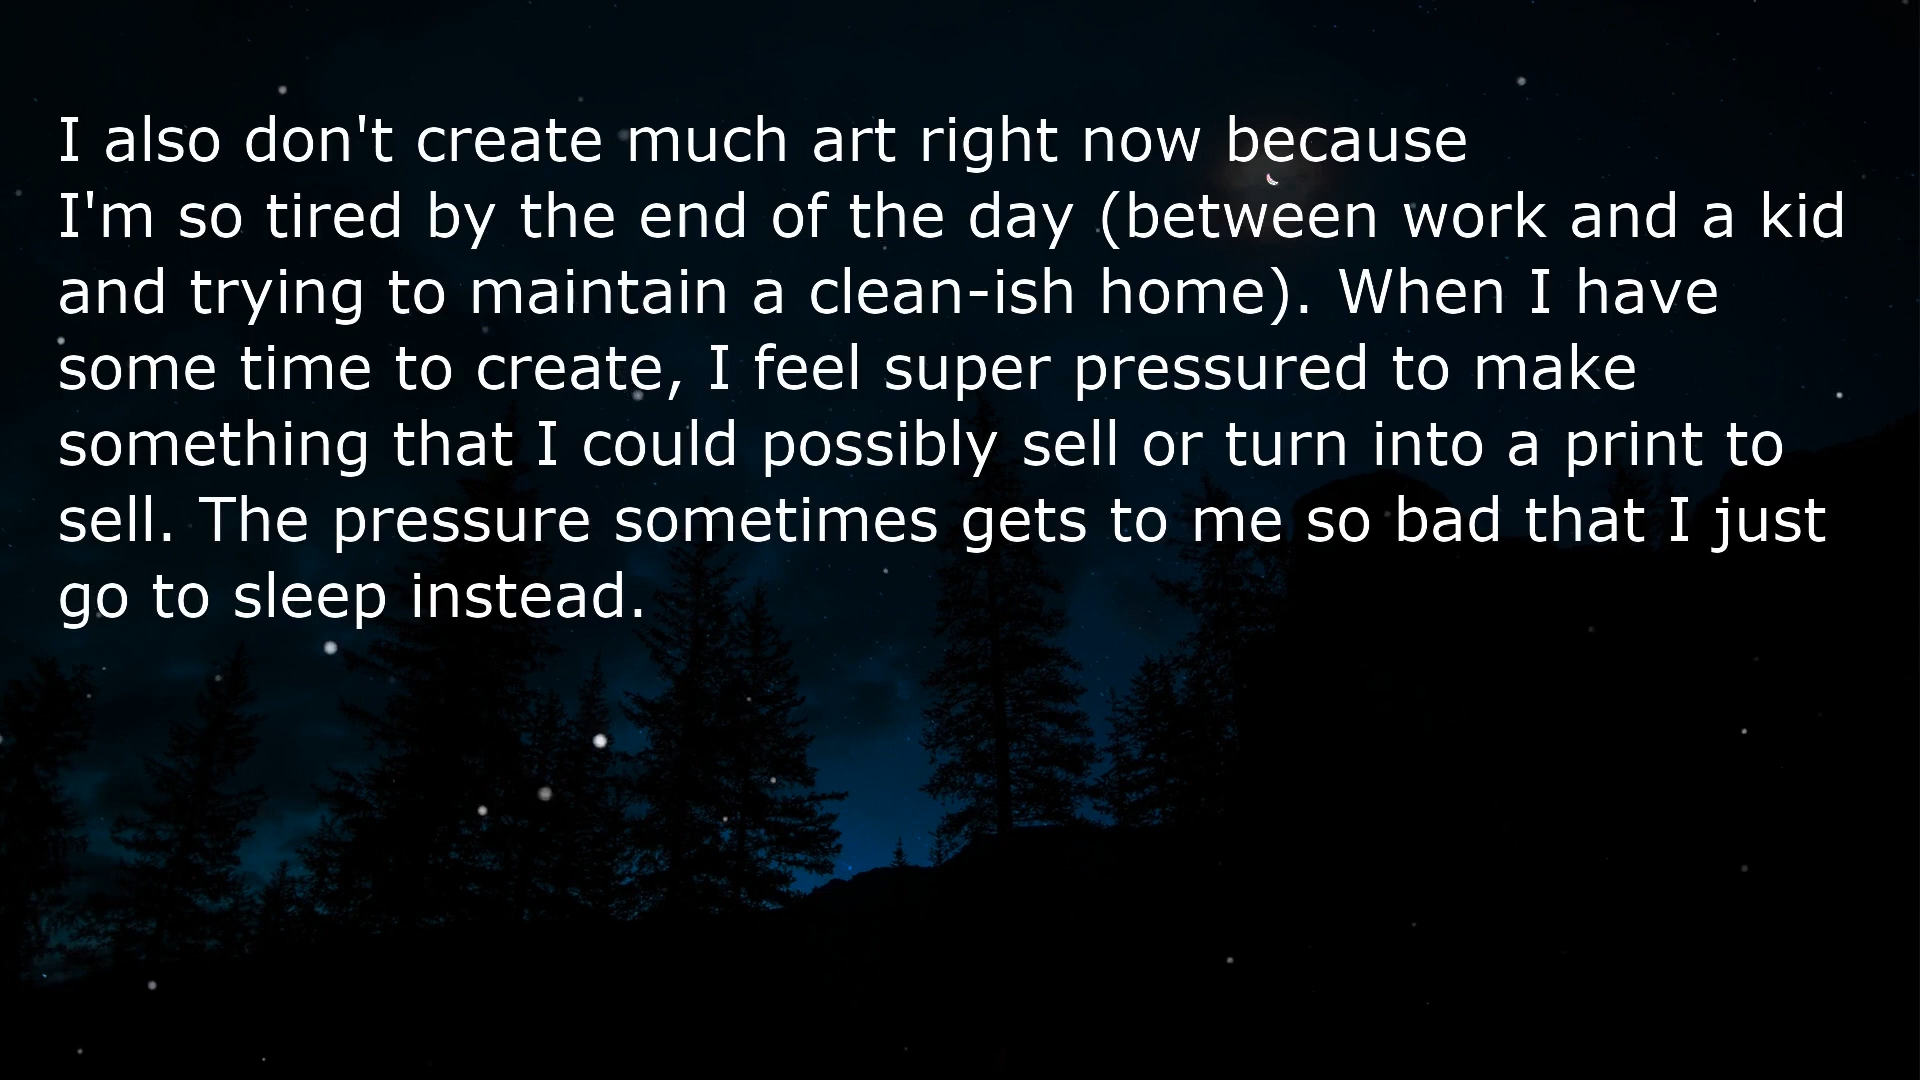 I also don't create much art right now because
I'm so tired by the end of the day (between work and a kid
and trying to maintain a clean-ish home). When I have
some time to create, I feel super pressured to make
something that I could possibly sell or turn into a print to
sell. The pressure sometimes gets to me so bad that I just
go to sleep instead.